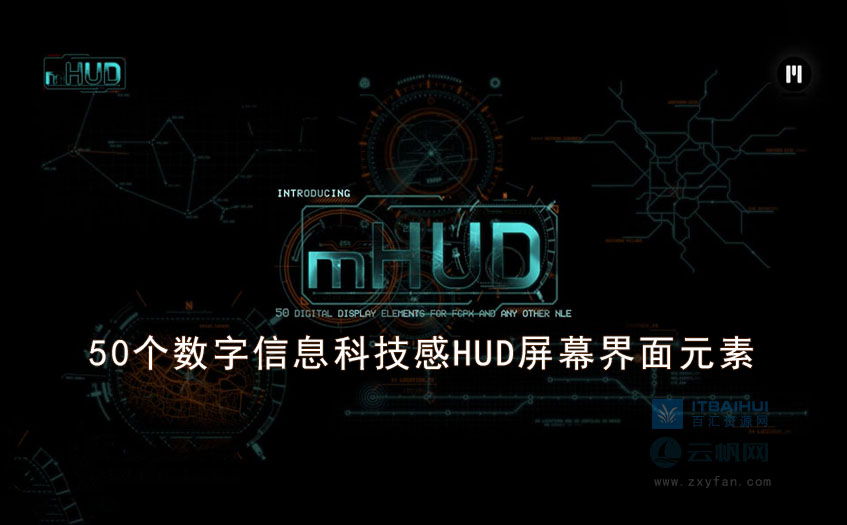 mHUD
INTRODUCING
mHUD
50 DIGITAL DISPLAY ELEMENTS FOR FCPX AND ANY OTHER NLE
50个数字信息科技感HUD屏幕界面元素
ITBAIHUI
百汇资源网
云帆网
www.zxyfan.com